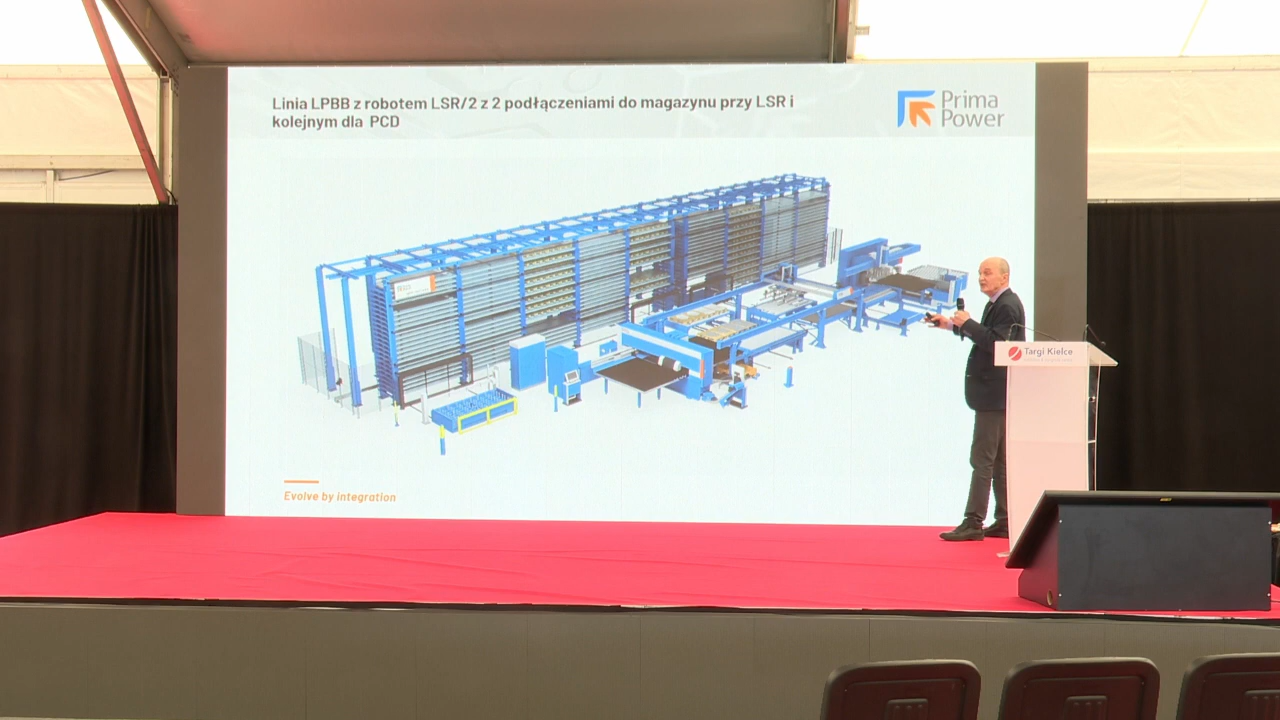 Linia LPBB z robotem LSR/2 z 2 podłączeniami do magazynu przy LSR i
kolejnym dla PCD
Prima
Power
Evolve by integration
Targi Kielce